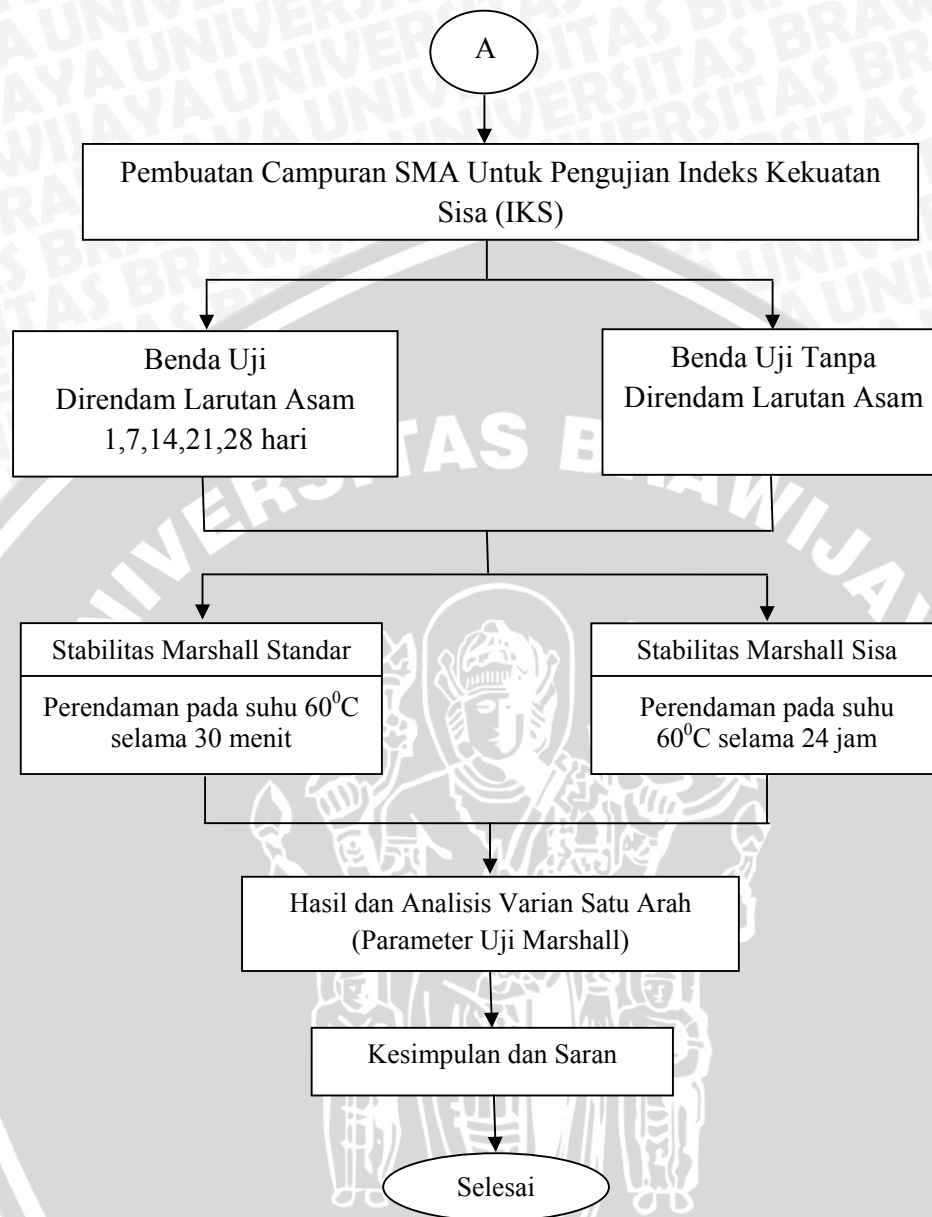 A
Pembuatan Campuran SMA Untuk Pengujian Indeks Kekuatan
Sisa (IKS)
Benda Uji
Direndam Larutan Asam
1,7,14,21,28 hari
Benda Uji Tanpa
Direndam Larutan Asam
Stabilitas Marshall Standar
Perendaman pada suhu 60⁰C
selama 30 menit
Stabilitas Marshall Sisa
Perendaman pada suhu
60⁰C selama 24 jam
Hasil dan Analisis Varian Satu Arah
(Parameter Uji Marshall)
Kesimpulan dan Saran
Selesai